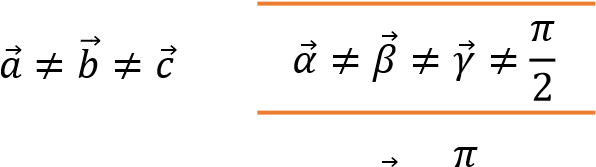 a⃗ ≠ b⃗ ≠ c⃗
α⃗ ≠ β⃗ ≠ γ⃗ ≠ π/2
π